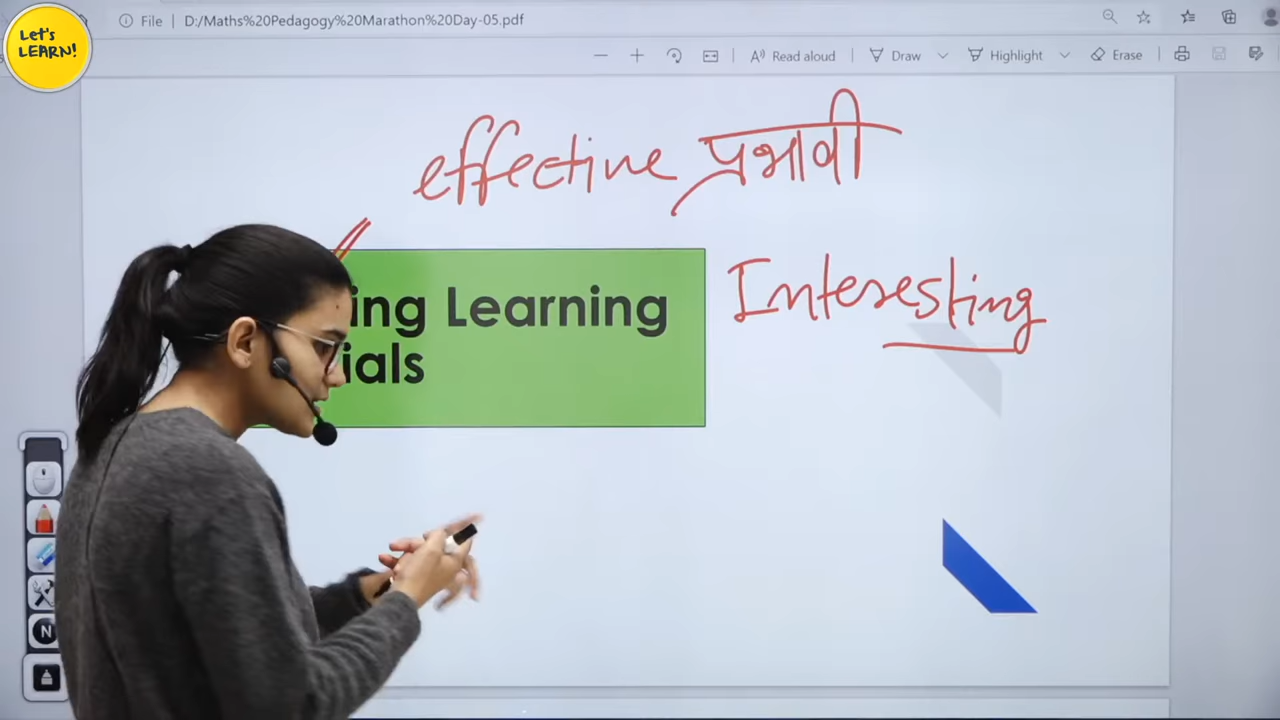 Let's
LEARN!
File D:/Maths%20Pedagogy%20Marathon%20Day-05.pdf
Read aloud Draw Highlight Erase
effective प्रभावी
ing Learning
ials
Interesting
N